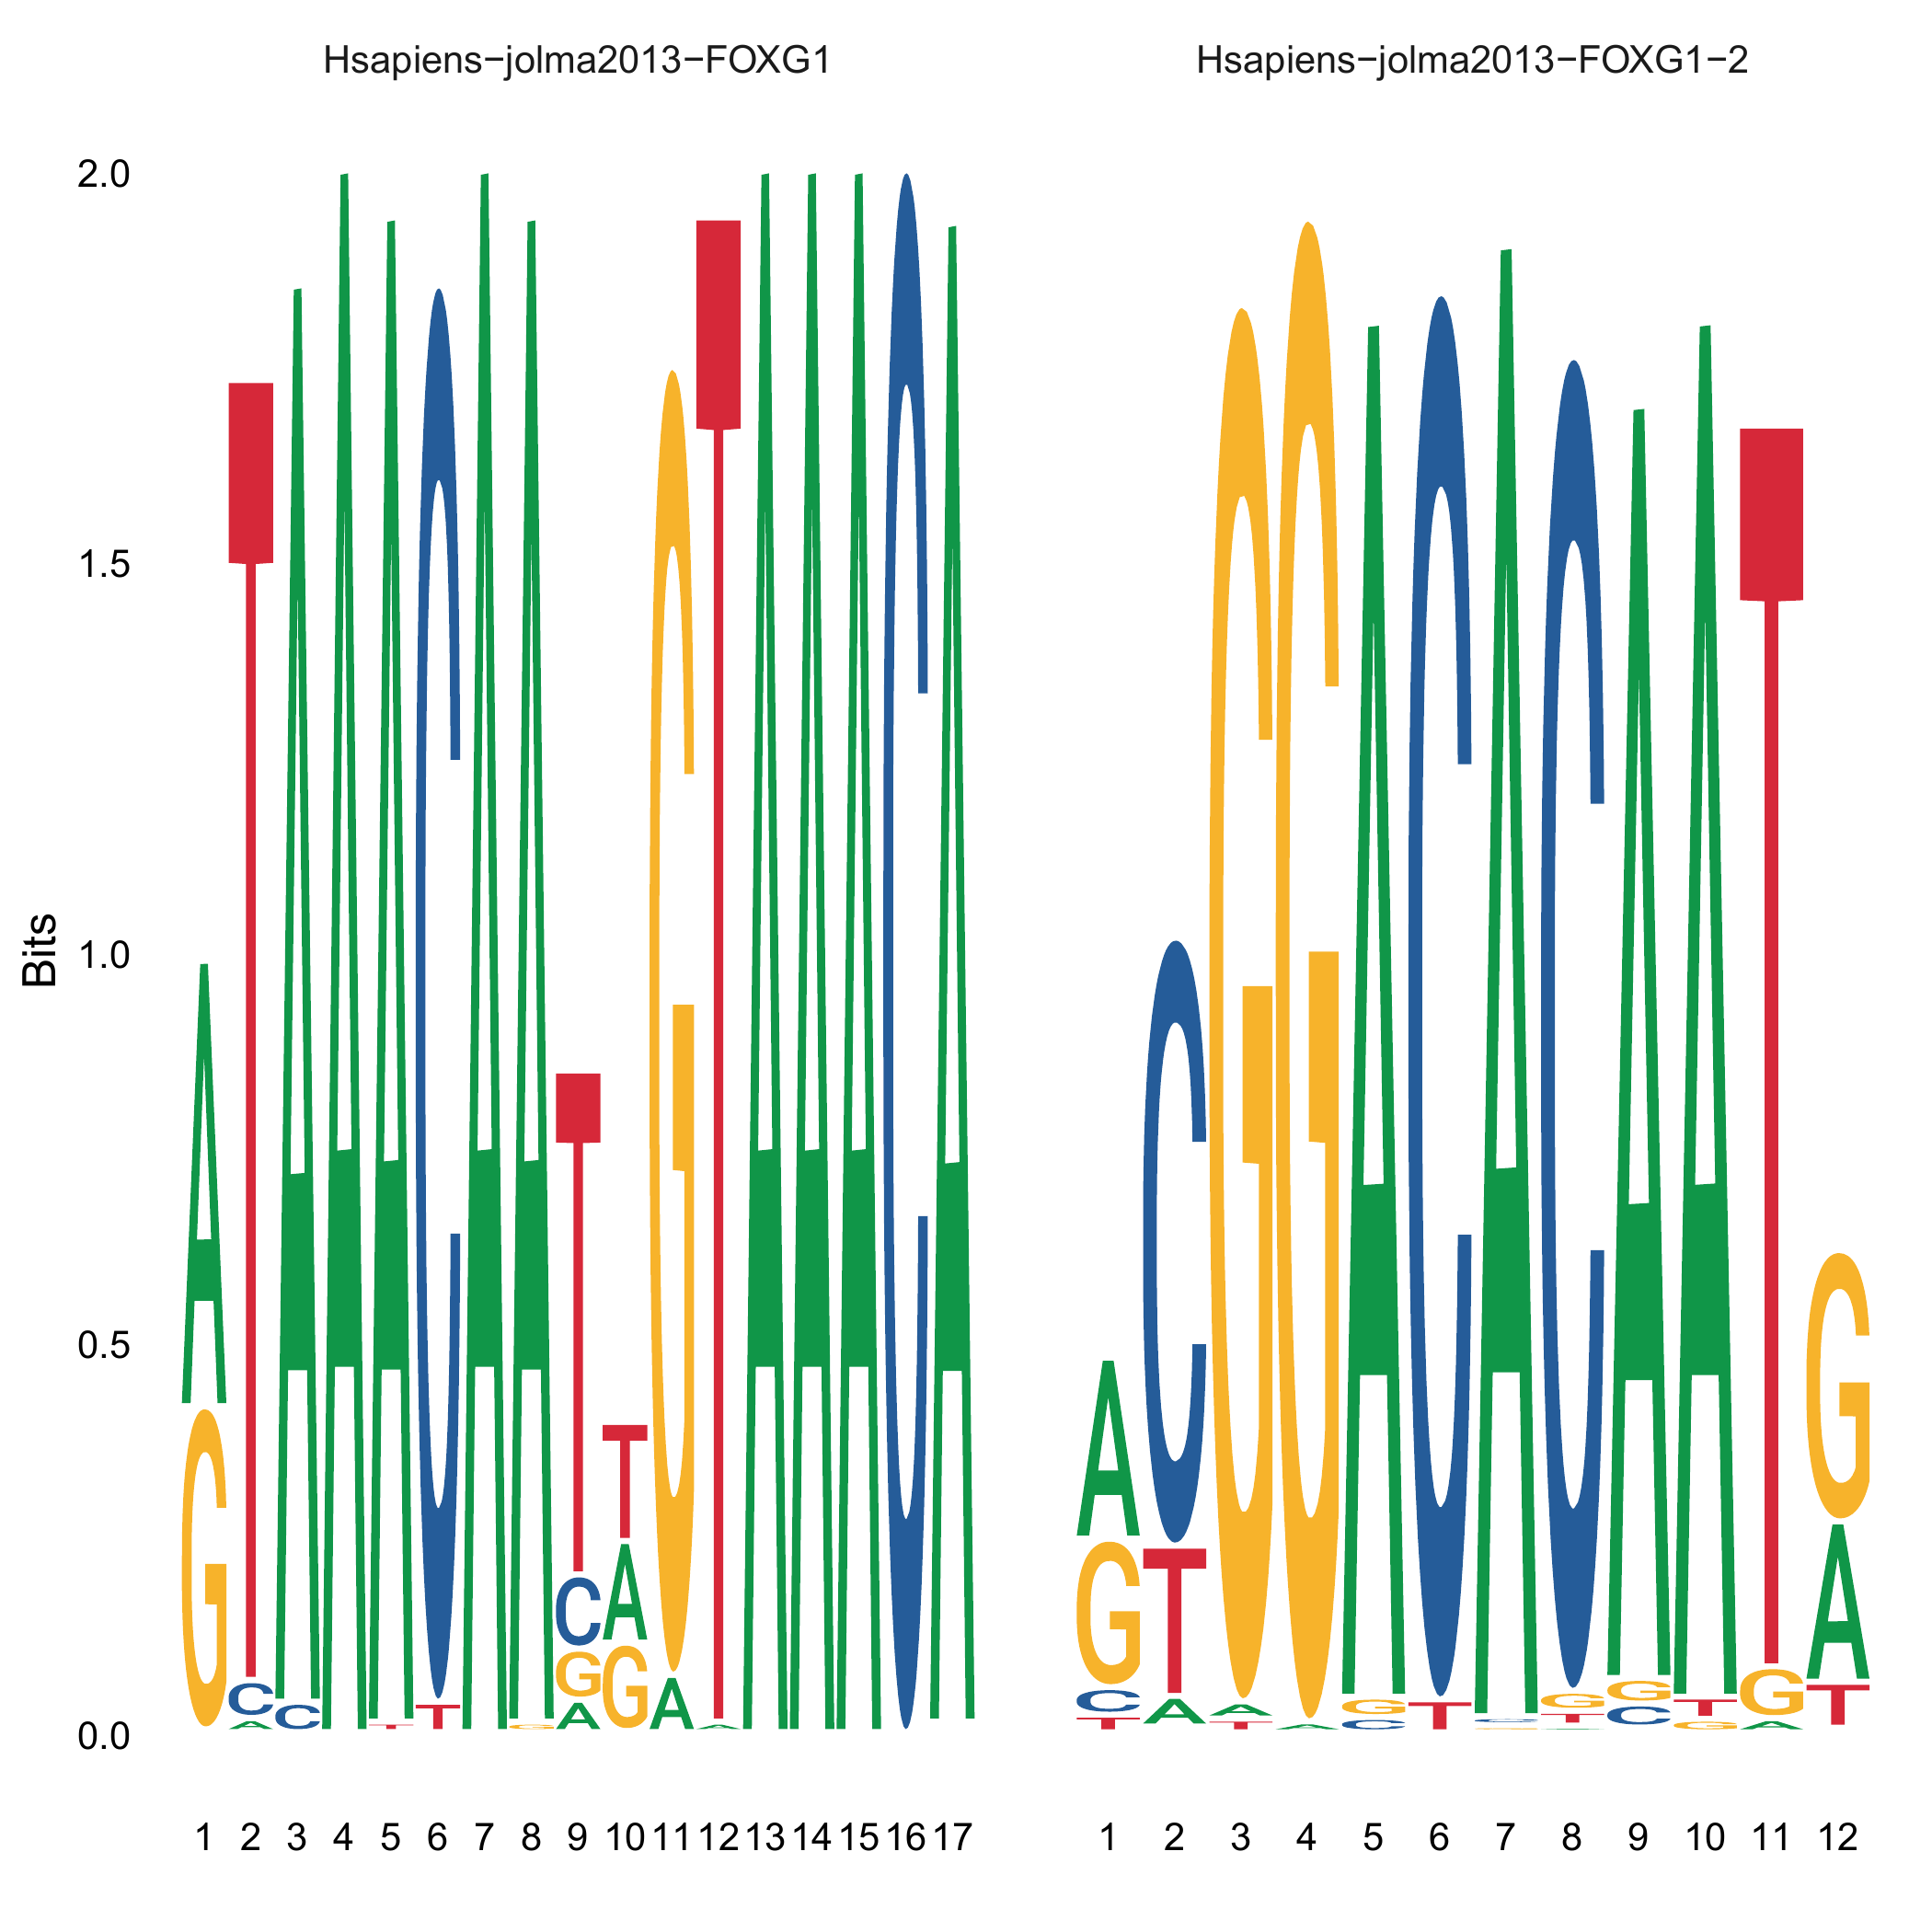 Hsapiens−jolma2013−FOXG1 Hsapiens−jolma2013−FOXG1−2
2.0
1.5
1.0
0.5
0.0
Bits
A T A A A C A A T T G T A A A C A A C G G A C A C A A T G
G C C T T G C A A A G T A G T T G G G T G A
A G G C A T A C T C T T C G A T
A A T
1 2 3 4 5 6 7 8 9 10 11 12 13 14 15 16 17 1 2 3 4 5 6 7 8 9 10 11 12